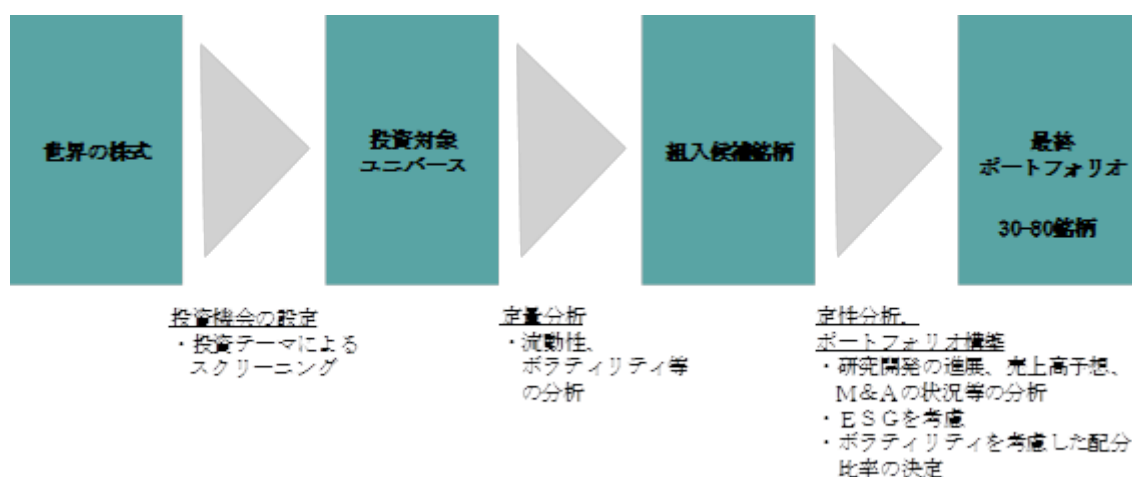 世界の株式
投資対象
ユニバース
組入候補銘柄
最終
ポートフォリオ
30-80銘柄
投資機会の設定
・投資テーマによる
スクリーニング
定量分析
・流動性、
ボラティリティ等
の分析
定性分析、
ポートフォリオ構築
・研究開発の進展、売上高予想、
M&Aの状況等の分析
・ESGを考慮
・ボラティリティを考慮した配分
比率の決定